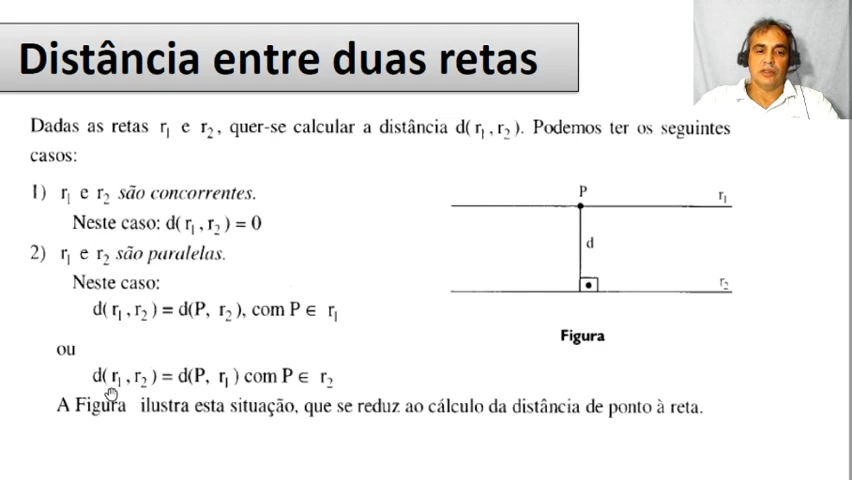 Distância entre duas retas
Dadas as retas r₁ e r₂, quer-se calcular a distância d( r₁ , r₂ ). Podemos ter os seguintes
casos:
1) r₁ e r₂ são concorrentes.
Neste caso: d( r₁ , r₂ ) = 0
2) r₁ e r₂ são paralelas.
Neste caso:
d( r₁ , r₂ ) = d(P, r₂ ), com P ∈ r₁
ou
d( r₁ , r₂ ) = d(P, r₁ ) com P ∈ r₂
A Figura ilustra esta situação, que se reduz ao cálculo da distância de ponto à reta.
P
r₁
d
r₂
Figura